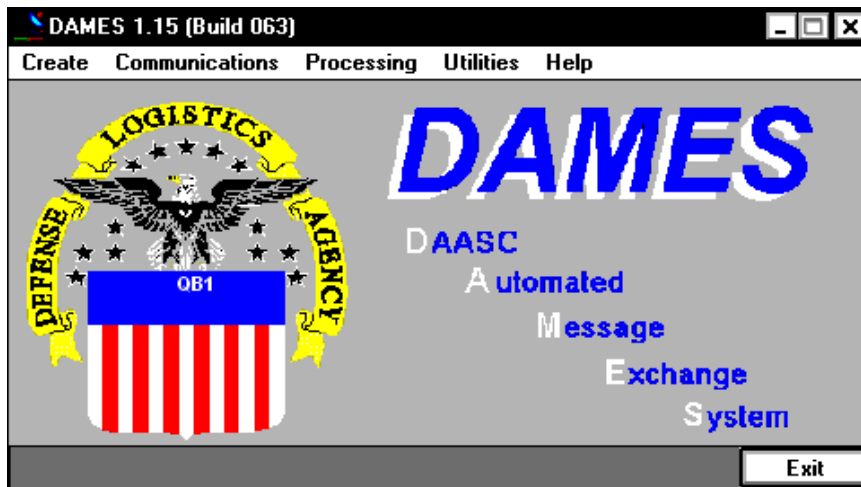 DAMES 1.15 (Build 063)
Create Communications Processing Utilities Help
DEFENSE LOGISTICS AGENCY
QB1
DAMES
DAASC
Automated
Message
Exchange
System
Exit